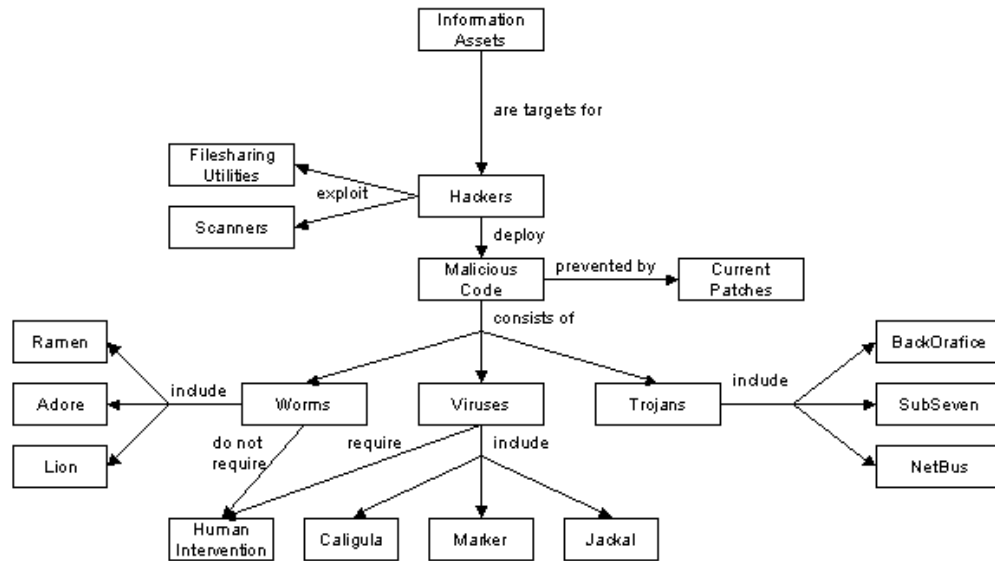 Information
Assets
are targets for
Filesharing
Utilities
exploit
Hackers
Scanners
deploy
Malicious
Code
prevented by
Current
Patches
consists of
Ramen
BackOrafice
include
Worms
Viruses
Trojans
include
Adore
SubSeven
do not
require
require
include
Lion
NetBus
Human
Intervention
Caligula
Marker
Jackal